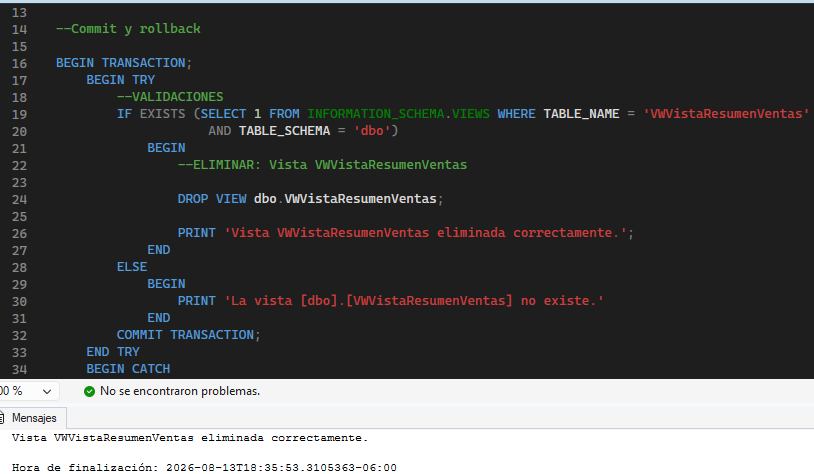 13
14 --Commit y rollback
15
16 BEGIN TRANSACTION;
17 BEGIN TRY
18 --VALIDACIONES
19 IF EXISTS (SELECT 1 FROM INFORMATION_SCHEMA.VIEWS WHERE TABLE_NAME = 'VWVistaResumenVentas'
20 AND TABLE_SCHEMA = 'dbo')
21 BEGIN
22 --ELIMINAR: Vista VWVistaResumenVentas
23
24 DROP VIEW dbo.VWVistaResumenVentas;
25
26 PRINT 'Vista VWVistaResumenVentas eliminada correctamente.';
27 END
28 ELSE
29 BEGIN
30 PRINT 'La vista [dbo].[VWVistaResumenVentas] no existe.'
31 END
32 COMMIT TRANSACTION;
33 END TRY
34 BEGIN CATCH
00 % No se encontraron problemas.
Mensajes
Vista VWVistaResumenVentas eliminada correctamente.
Hora de finalización: 2026-08-13T18:35:53.3105363-06:00